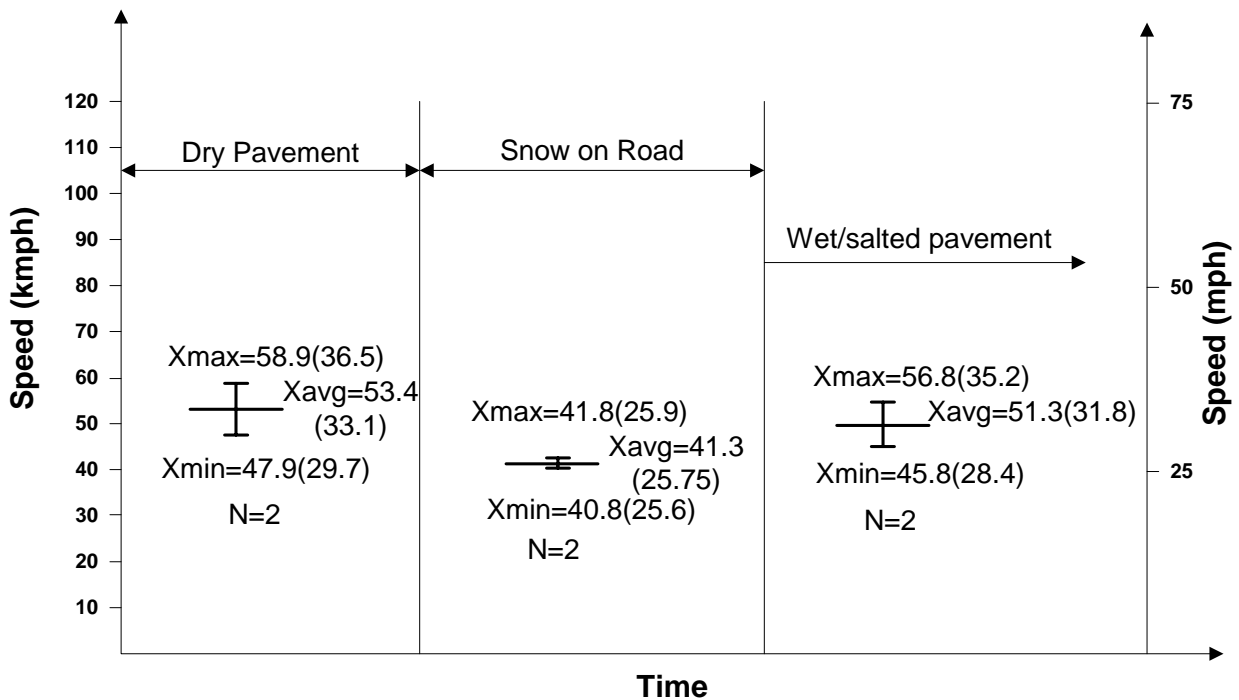 120
110
100
90
80
70
60
50
40
30
20
10
Speed (kmph)
Dry Pavement
Xmax=58.9(36.5)
Xavg=53.4
(33.1)
Xmin=47.9(29.7)
N=2
Snow on Road
Xmax=41.8(25.9)
Xavg=41.3
(25.75)
Xmin=40.8(25.6)
N=2
Wet/salted pavement
Xmax=56.8(35.2)
Xavg=51.3(31.8)
Xmin=45.8(28.4)
N=2
75
50
25
Speed (mph)
Time